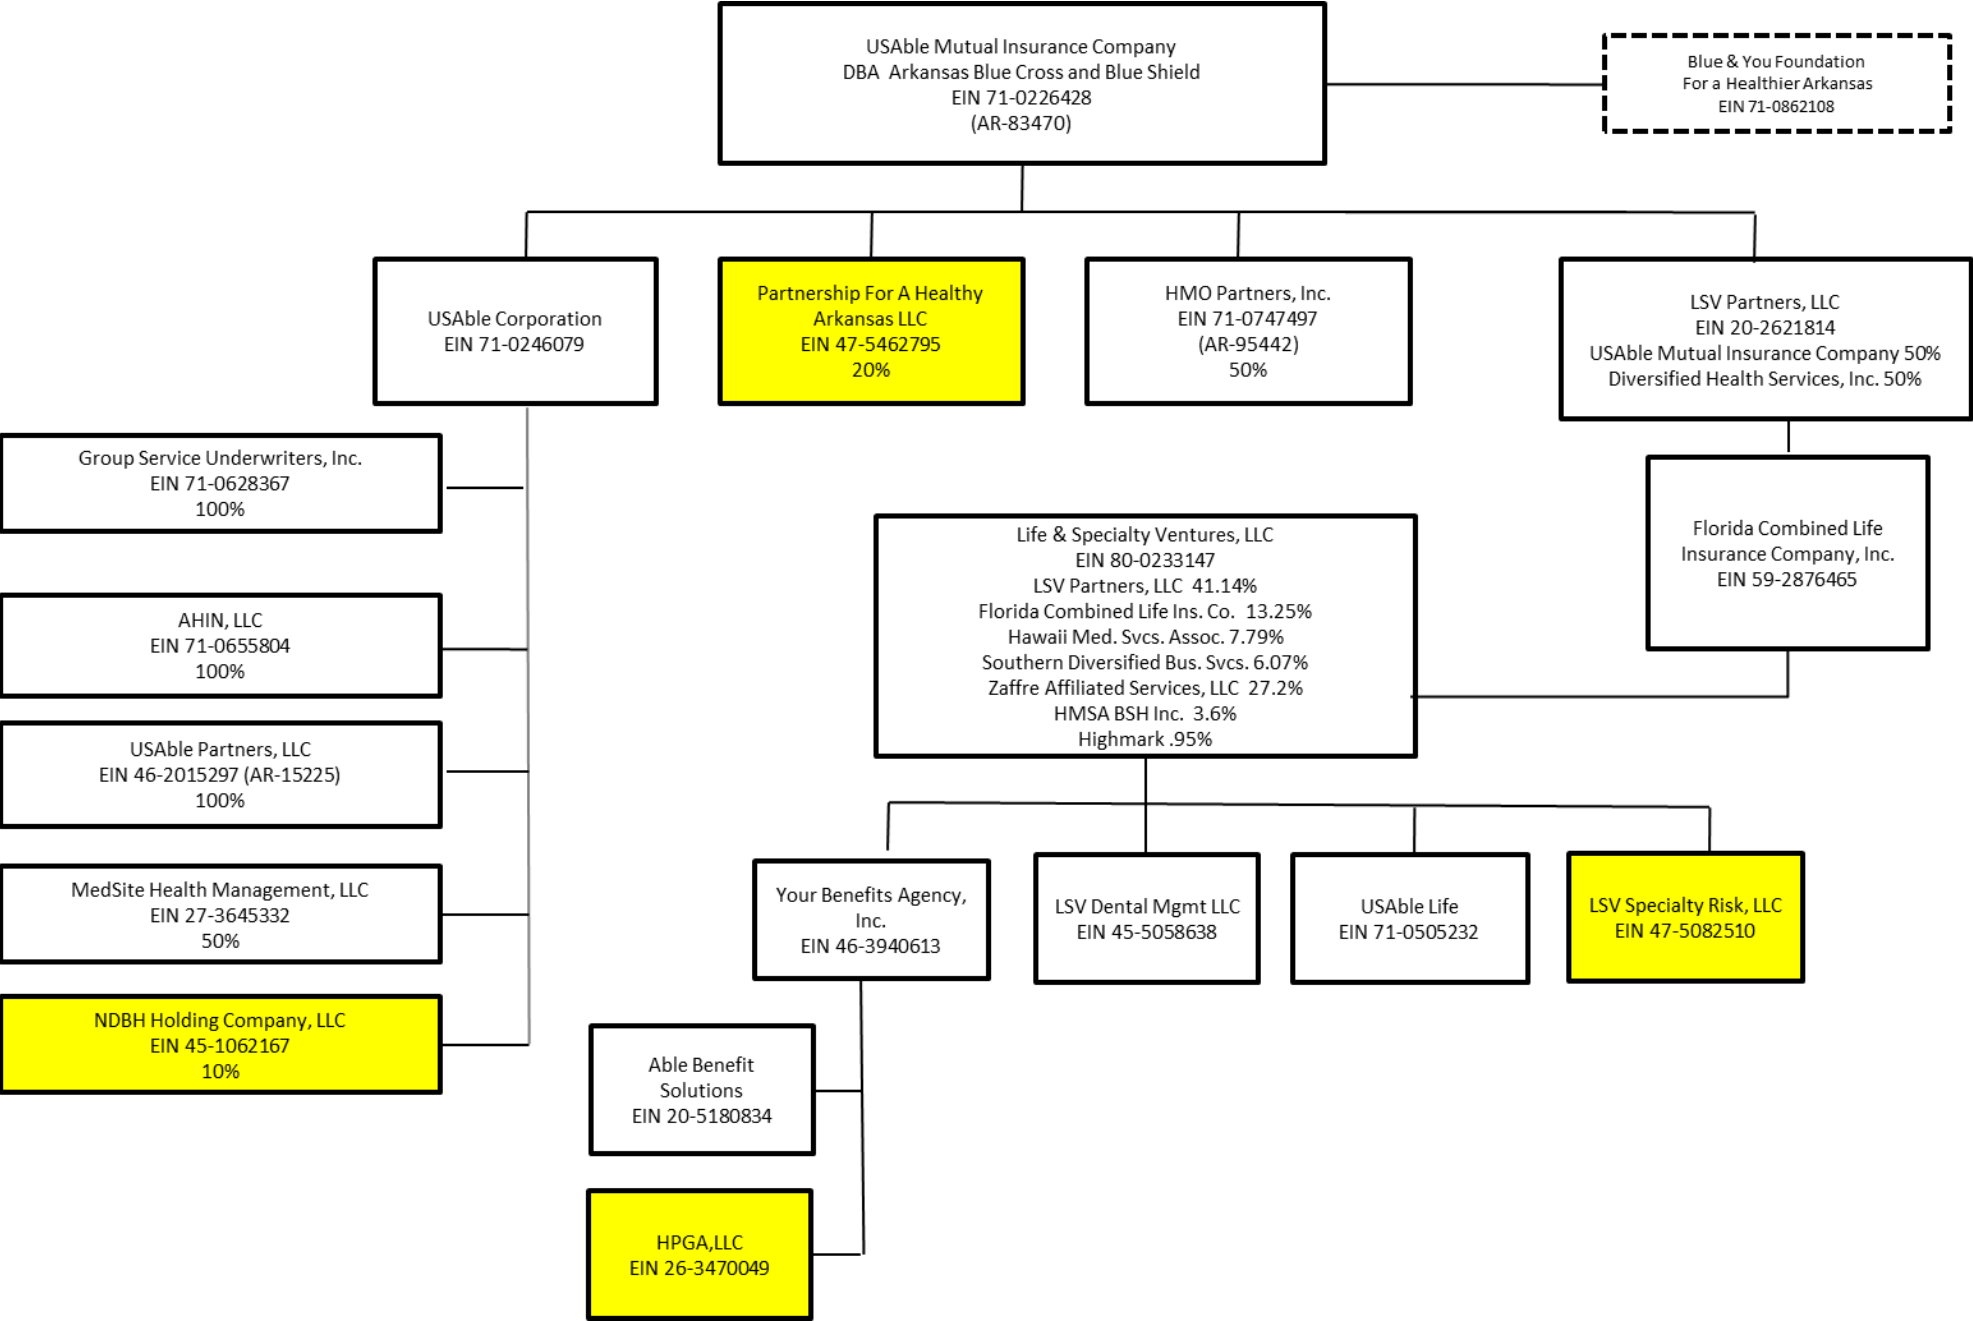 USAble Mutual Insurance Company
DBA Arkansas Blue Cross and Blue Shield
EIN 71-0226428
(AR-83470)
Blue & You Foundation
For a Healthier Arkansas
EIN 71-0862108
USAble Corporation
EIN 71-0246079
Partnership For A Healthy
Arkansas LLC
EIN 47-5462795
20%
HMO Partners, Inc.
EIN 71-0747497
(AR-95442)
50%
LSV Partners, LLC
EIN 20-2621814
USAble Mutual Insurance Company 50%
Diversified Health Services, Inc. 50%
Group Service Underwriters, Inc.
EIN 71-0628367
100%
AHIN, LLC
EIN 71-0655804
100%
USAble Partners, LLC
EIN 46-2015297 (AR-15225)
100%
MedSite Health Management, LLC
EIN 27-3645332
50%
NDBH Holding Company, LLC
EIN 45-1062167
10%
Florida Combined Life
Insurance Company, Inc.
EIN 59-2876465
Life & Specialty Ventures, LLC
EIN 80-0233147
LSV Partners, LLC 41.14%
Florida Combined Life Ins. Co. 13.25%
Hawaii Med. Svcs. Assoc. 7.79%
Southern Diversified Bus. Svcs. 6.07%
Zaffre Affiliated Services, LLC 27.2%
HMSA BSH Inc. 3.6%
Highmark .95%
Your Benefits Agency,
Inc.
EIN 46-3940613
LSV Dental Mgmt LLC
EIN 45-5058638
USAble Life
EIN 71-0505232
LSV Specialty Risk, LLC
EIN 47-5082510
Able Benefit
Solutions
EIN 20-5180834
HPGA,LLC
EIN 26-3470049